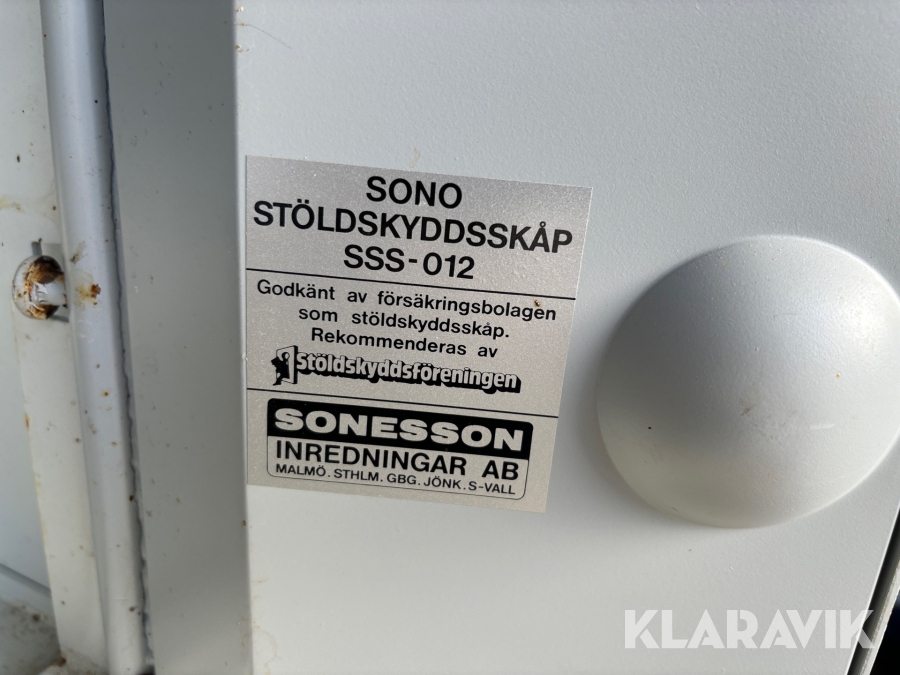 SONO
STÖLDSKYDDSSKÅP
SSS-012
Godkänt av försäkringsbolagen
som stöldskyddsskåp.
Rekommenderas av
Stöldskyddsföreningen
SONESSON
INREDNINGAR AB
MALMÖ. STHLM. GBG. JÖNK. S-VALL
KLARAVIK